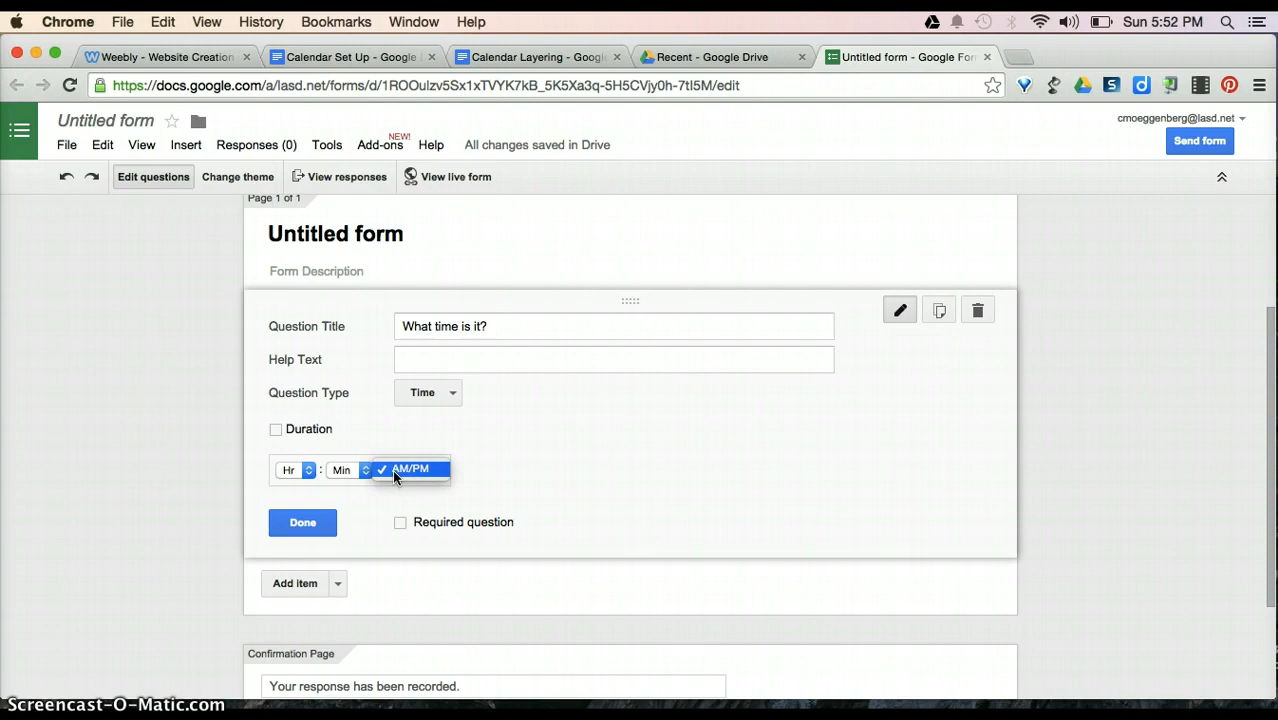 Chrome File Edit View History Bookmarks Window Help Sun 5:52 PM
Weebly - Website Creation Calendar Set Up - Google Calendar Layering - Googl Recent - Google Drive Untitled form - Google For
https://docs.google.com/a/lasd.net/forms/d/1ROOulzv5Sx1xTVYK7kB_5K5Xa3q-5H5CVjy0h-7tI5M/edit
Untitled form cmoeggenberg@lasd.net
NEW!
File Edit View Insert Responses (0) Tools Add-ons Help All changes saved in Drive Send form
Edit questions Change theme View responses View live form
Page 1 of 1
Untitled form
Form Description
Question Title What time is it?
Help Text
Question Type Time
Duration
Hr : Min AM/PM
Done Required question
Add item
Confirmation Page
Your response has been recorded.
Screencast-O-Matic.com